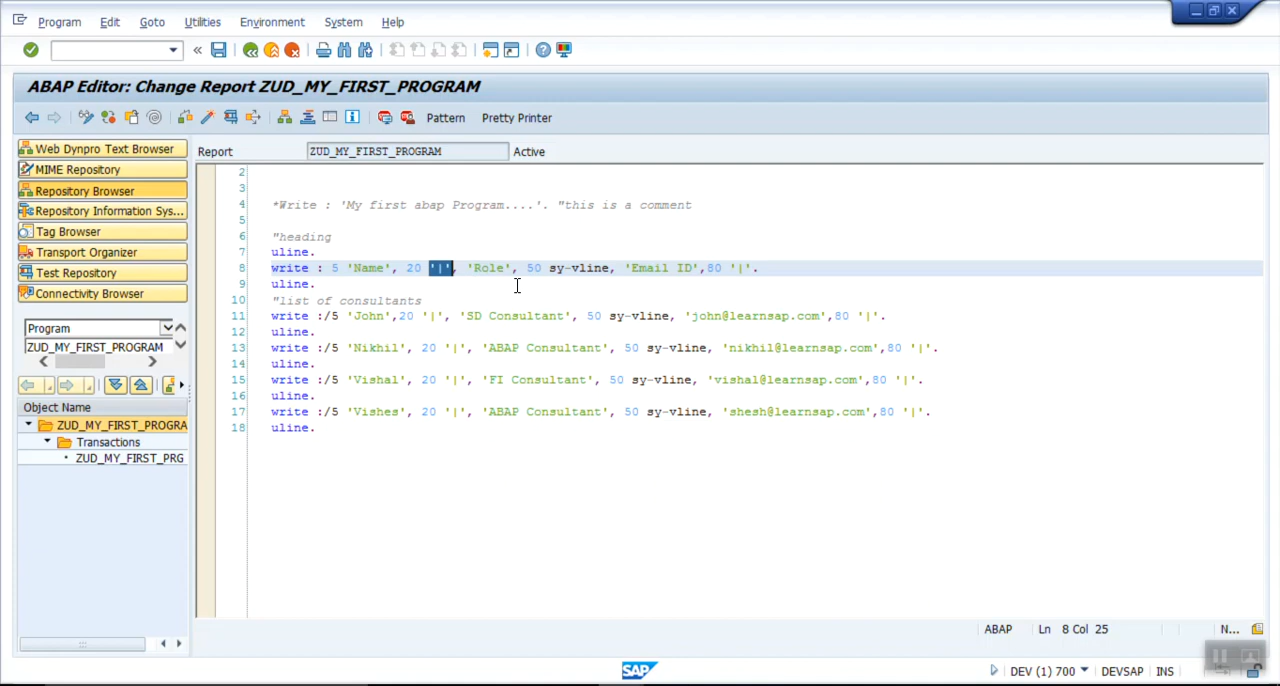 Program Edit Goto Utilities Environment System Help
ABAP Editor: Change Report ZUD_MY_FIRST_PROGRAM
Pattern Pretty Printer
Web Dynpro Text Browser
MIME Repository
Repository Browser
Repository Information Sys...
Tag Browser
Transport Organizer
Test Repository
Connectivity Browser
Program
ZUD_MY_FIRST_PROGRAM
Object Name
ZUD_MY_FIRST_PROGRA
Transactions
ZUD_MY_FIRST_PRG
Report ZUD_MY_FIRST_PROGRAM Active
2
3
4 *Write : 'My first abap Program....'. "this is a comment
5
6 "heading
7 uline.
8 write : 5 'Name', 20 '|', 'Role', 50 sy-vline, 'Email ID',80 '|'.
9 uline.
10 "list of consultants
11 write :/5 'John',20 '|', 'SD Consultant', 50 sy-vline, 'john@learnsap.com',80 '|'.
12 uline.
13 write :/5 'Nikhil', 20 '|', 'ABAP Consultant', 50 sy-vline, 'nikhil@learnsap.com',80 '|'.
14 uline.
15 write :/5 'Vishal', 20 '|', 'FI Consultant', 50 sy-vline, 'vishal@learnsap.com',80 '|'.
16 uline.
17 write :/5 'Vishes', 20 '|', 'ABAP Consultant', 50 sy-vline, 'shesh@learnsap.com',80 '|'.
18 uline.
ABAP Ln 8 Col 25 N...
SAP DEV (1) 700 DEVSAP INS